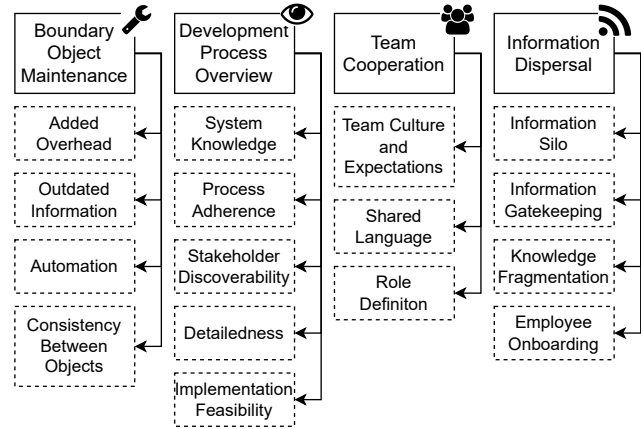 Boundary
Object
Maintenance
Added
Overhead
Outdated
Information
Automation
Consistency
Between
Objects
Development
Process
Overview
System
Knowledge
Process
Adherence
Stakeholder
Discoverability
Detailedness
Implementation
Feasibility
Team
Cooperation
Team Culture
and
Expectations
Shared
Language
Role
Definiton
Information
Dispersal
Information
Silo
Information
Gatekeeping
Knowledge
Fragmentation
Employee
Onboarding